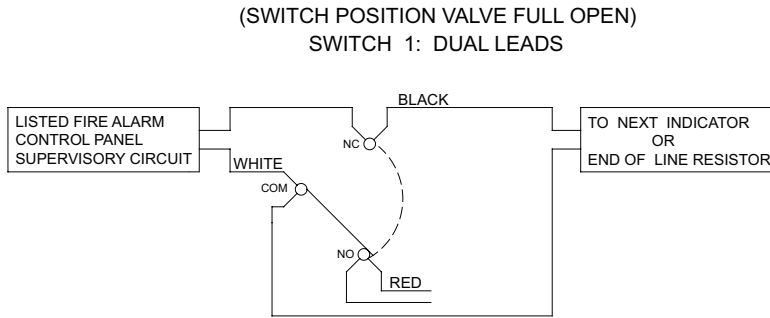 (SWITCH POSITION VALVE FULL OPEN)
SWITCH 1: DUAL LEADS
BLACK
LISTED FIRE ALARM
CONTROL PANEL
SUPERVISORY CIRCUIT
TO NEXT INDICATOR
OR
END OF LINE RESISTOR
NC
WHITE
COM
NO
RED